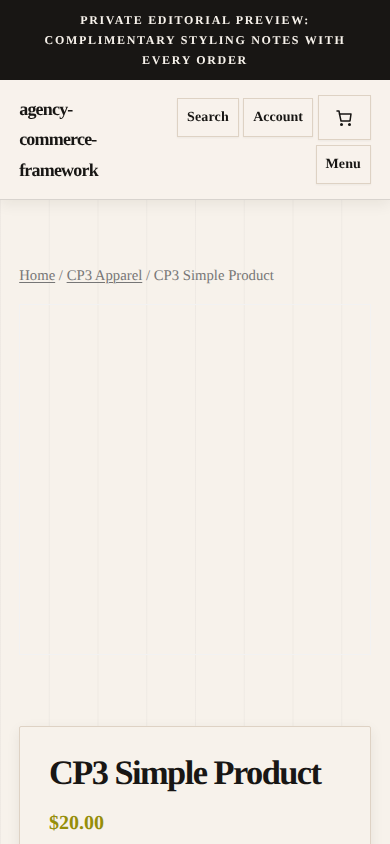 PRIVATE EDITORIAL PREVIEW:
COMPLIMENTARY STYLING NOTES WITH
EVERY ORDER
agency-
commerce-
framework
Search
Account
Menu
Home / CP3 Apparel / CP3 Simple Product
CP3 Simple Product
$20.00